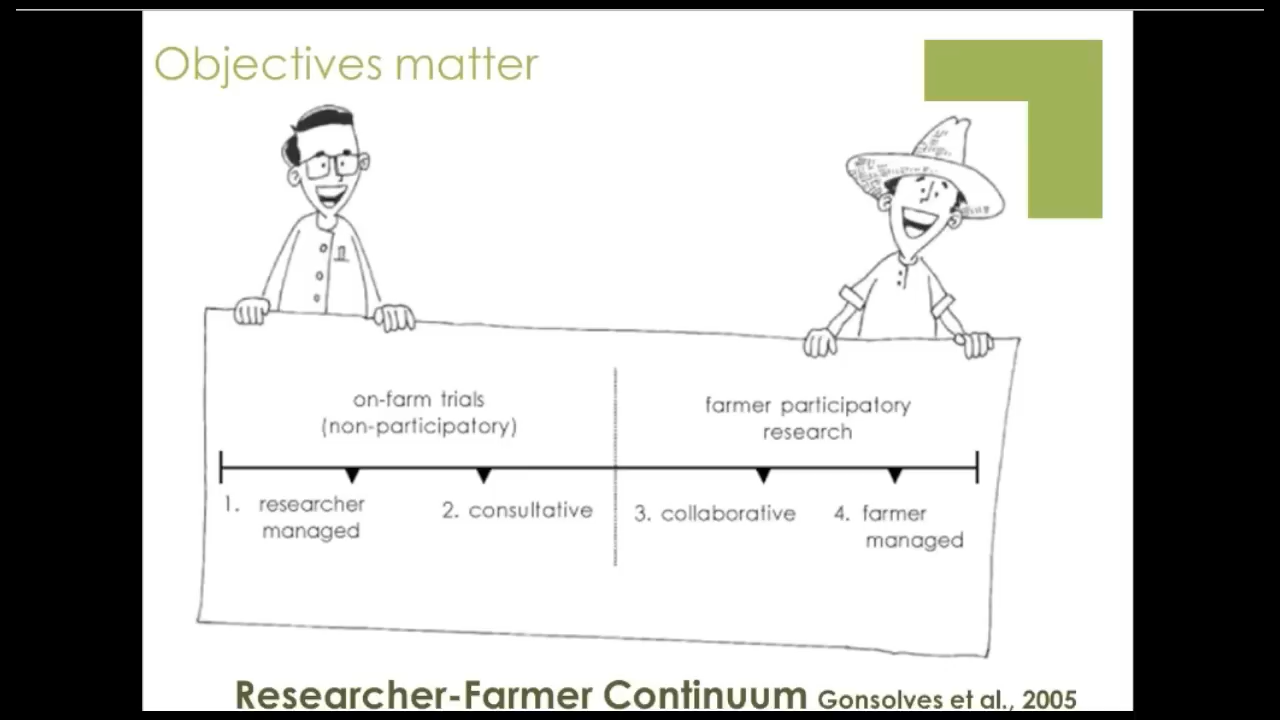 Objectives matter
on-farm trials
(non-participatory)
farmer participatory
research
1. researcher
managed
2. consultative
3. collaborative
4. farmer
managed
Researcher-Farmer Continuum Gonsolves et al., 2005